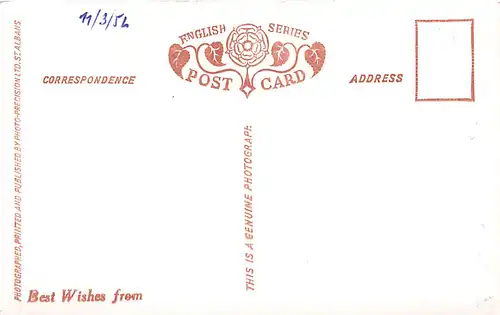 11/3/52
ENGLISH SERIES
POST CARD
CORRESPONDENCE
ADDRESS
PHOTOGRAPHED, PRINTED AND PUBLISHED BY PHOTO-PRECISION LTD. ST. ALBANS
THIS IS A GENUINE PHOTOGRAPH
Best Wishes from